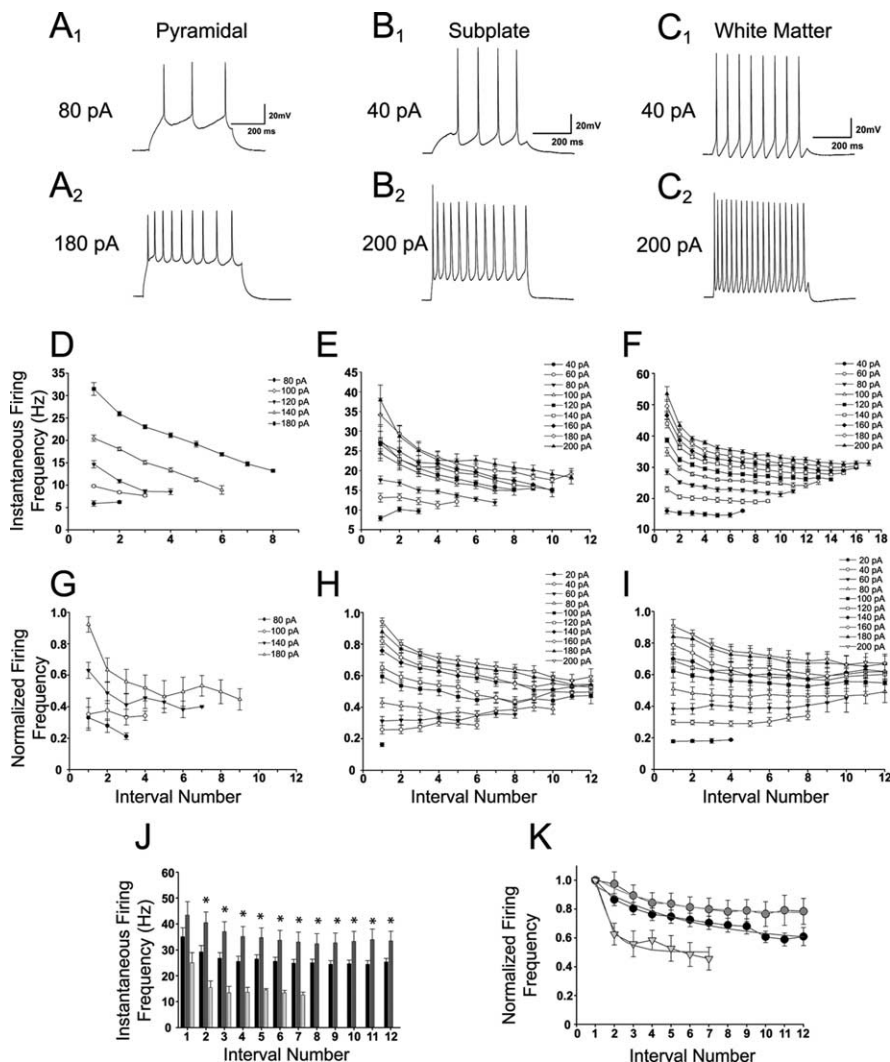 A1 Pyramidal
B1 Subplate
C1 White Matter
80 pA
20mV
200 ms
40 pA
20mV
200 ms
40 pA
20mV
200 ms
A2
B2
C2
180 pA
200 pA
200 pA
D
Instantaneous Firing
Frequency (Hz)
35
30
25
20
15
10
5
0
0 2 4 6 8
80 pA
100 pA
120 pA
140 pA
180 pA
E
45
40
35
30
25
20
15
10
5
0 2 4 6 8 10 12
40 pA
60 pA
80 pA
100 pA
120 pA
140 pA
160 pA
180 pA
200 pA
F
60
50
40
30
20
10
0 2 4 6 8 10 12 14 16 18
40 pA
60 pA
80 pA
100 pA
120 pA
140 pA
160 pA
180 pA
200 pA
G
Normalized Firing
Frequency
1.0
0.8
0.6
0.4
0.2
0
0 2 4 6 8 10 12
Interval Number
80 pA
100 pA
140 pA
180 pA
H
1.0
0.8
0.6
0.4
0.2
0
0 2 4 6 8 10 12
Interval Number
20 pA
40 pA
60 pA
80 pA
100 pA
120 pA
140 pA
160 pA
180 pA
200 pA
I
1.0
0.8
0.6
0.4
0.2
0
0 2 4 6 8 10 12
Interval Number
20 pA
40 pA
60 pA
80 pA
100 pA
120 pA
140 pA
160 pA
180 pA
200 pA
J
Instantaneous Firing
Frequency (Hz)
60
50
40
30
20
10
0
* * * * * * * * * * *
1 2 3 4 5 6 7 8 9 10 11 12
Interval Number
K
Normalized Firing
Frequency
1.0
0.8
0.6
0.4
0.2
0
0 1 2 3 4 5 6 7 8 9 10 11 12
Interval Number